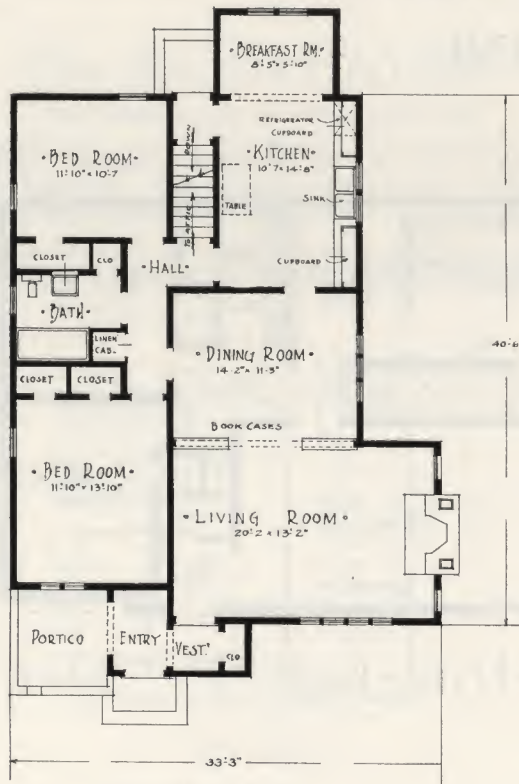 • BREAKFAST RM.•
8'-5" x 5'-10"
REFRIGERATOR
CUPBOARD
• BED ROOM •
11'-10" x 10'-7
DOWN
• KITCHEN •
10'-7 x 14'-8"
TO ATTIC
TABLE
SINK
CLOSET
CLO
• HALL •
CUPBOARD
• BATH •
LINEN
CAB.
• DINING ROOM •
14'-2" x 11'-3"
CLOSET
CLOSET
BOOK CASES
• BED ROOM •
11'-10" x 13'-10"
• LIVING ROOM •
20'-2 x 13'-2"
PORTICO
ENTRY
VEST.
CLO
33'-3"